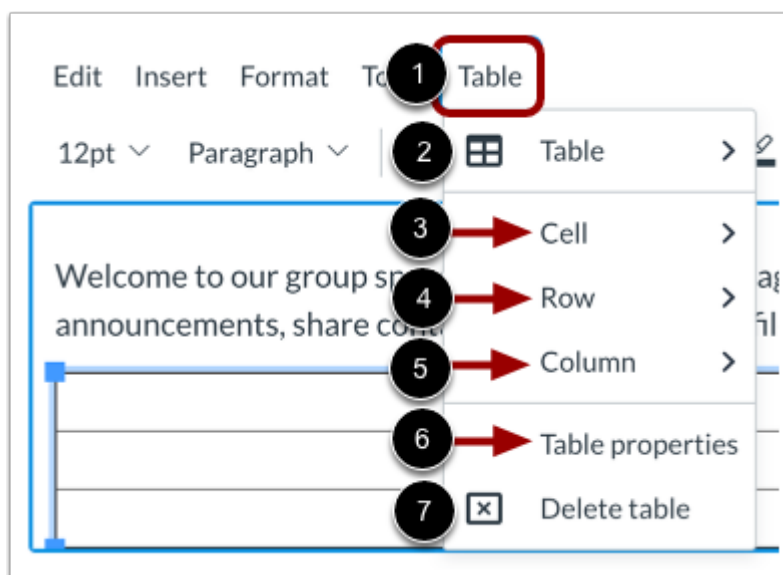 Edit Insert Format To 1 Table
12pt Paragraph 2 Table
3 Cell
Welcome to our group sp
4 Row
announcements, share con fil
5 Column
6 Table properties
7 Delete table